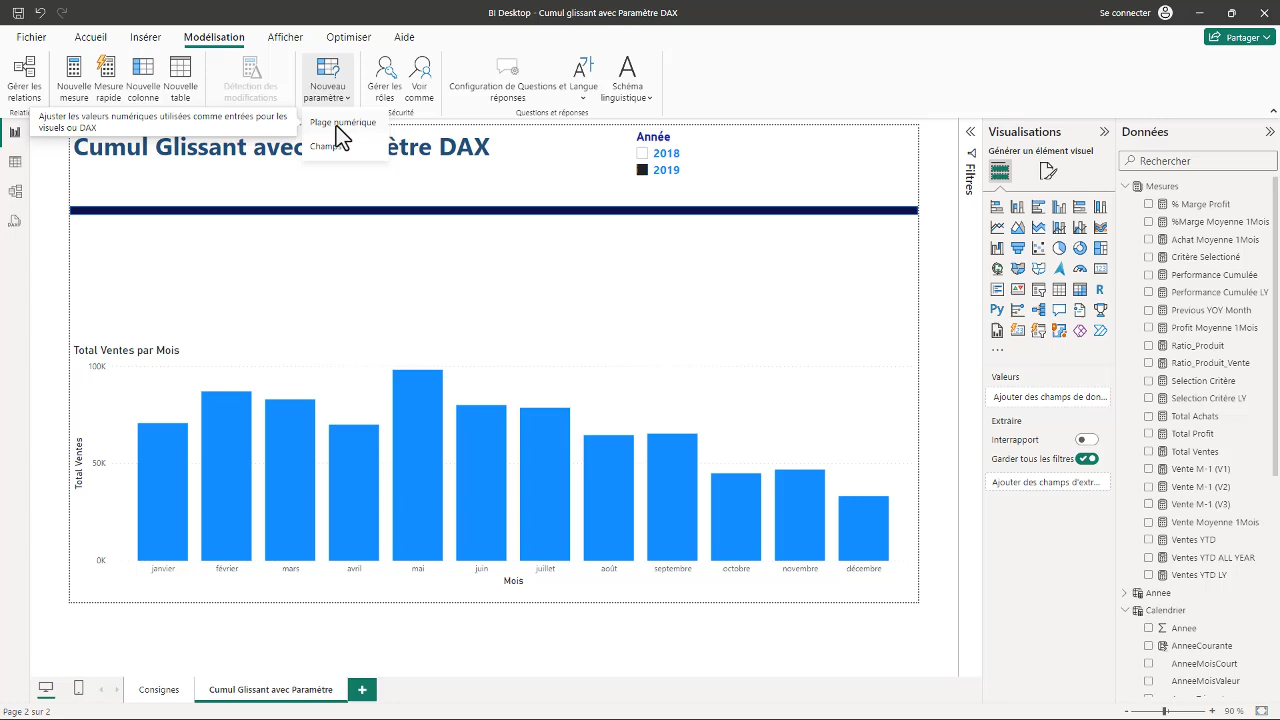 BI Desktop - Cumul glissant avec Paramètre DAX
Se connecter
Fichier
Accueil
Insérer
Modélisation
Afficher
Optimiser
Aide
Partager
Gérer les relations
Nouvelle mesure
Mesure rapide
Nouvelle colonne
Nouvelle table
Détection des modifications
Nouveau paramètre
Gérer les rôles
Voir comme
Configuration de Questions et réponses
Langue
Schéma linguistique
Sécurité
Questions et réponses
Ajuster les valeurs numériques utilisées comme entrées pour les
visuels ou DAX
Plage numérique
Champs
Cumul Glissant avec
mètre DAX
Année
2018
2019
Total Ventes par Mois
100K
50K
0K
Total Ventes
janvier
février
mars
avril
mai
juin
juillet
août
septembre
octobre
novembre
décembre
Mois
Filtres
Visualisations
Générer un élément visuel
Py
R
123
Valeurs
Ajouter des champs de don...
Extraire
Interrapport
Garder tous les filtres
Ajouter des champs d'extr...
Données
Rechercher
Mesures
% Marge Profit
%Marge Moyenne 1Mois
Achat Moyenne 1Mois
Critère Selectioné
Performance Cumulée
Performance Cumulée LY
Previous YOY Month
Profit Moyenne 1Mois
Ratio_Produit
Ratio_Produit_Vente
Selection Critère
Selection Critère LY
Total Achats
Total Profit
Total Ventes
Vente M-1 (V1)
Vente M-1 (V2)
Vente M-1 (V3)
Vente Moyenne 1Mois
Ventes YTD
Ventes YTD ALL YEAR
Ventes YTD LY
Annee
Calendrier
Annee
AnneeCourante
AnneeMoisCourt
AnneeMoisValeur
Consignes
Cumul Glissant avec Paramètre
Page 2 sur 2
90 %